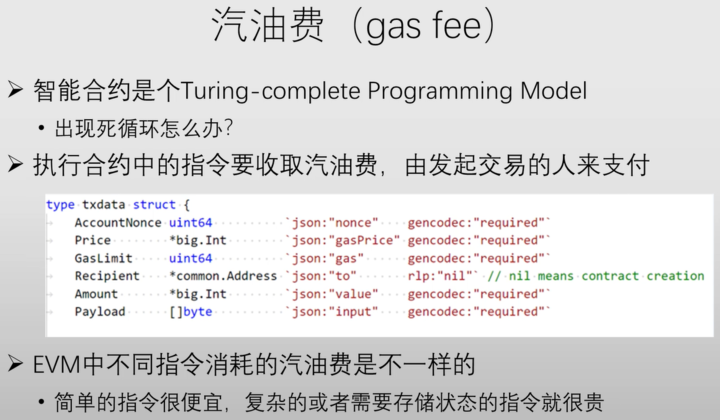 汽油费（gas fee）
➢ 智能合约是个Turing-complete Programming Model
• 出现死循环怎么办?
➢ 执行合约中的指令要收取汽油费，由发起交易的人来支付
type txdata struct {
AccountNonce uint64 `json:"nonce" gencodec:"required"`
Price *big.Int `json:"gasPrice" gencodec:"required"`
GasLimit uint64 `json:"gas" gencodec:"required"`
Recipient *common.Address `json:"to" rlp:"nil"` // nil means contract creation
Amount *big.Int `json:"value" gencodec:"required"`
Payload []byte `json:"input" gencodec:"required"`
➢ EVM中不同指令消耗的汽油费是不一样的
• 简单的指令很便宜，复杂的或者需要存储状态的指令就很贵